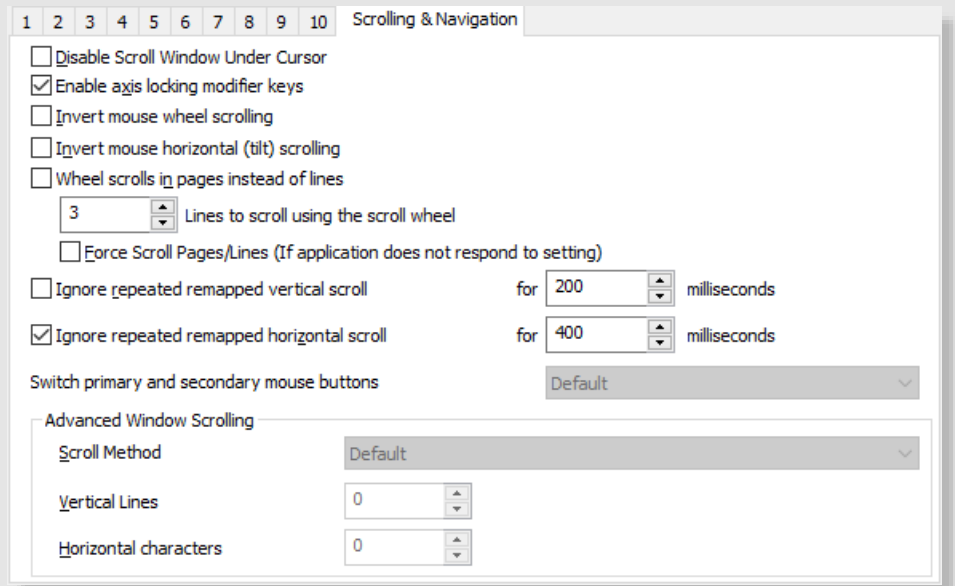 1 2 3 4 5 6 7 8 9 10 Scrolling & Navigation
Disable Scroll Window Under Cursor
Enable axis locking modifier keys
Invert mouse wheel scrolling
Invert mouse horizontal (tilt) scrolling
Wheel scrolls in pages instead of lines
3 Lines to scroll using the scroll wheel
Force Scroll Pages/Lines (If application does not respond to setting)
Ignore repeated remapped vertical scroll for 200 milliseconds
Ignore repeated remapped horizontal scroll for 400 milliseconds
Switch primary and secondary mouse buttons Default
Advanced Window Scrolling
Scroll Method Default
Vertical Lines 0
Horizontal characters 0